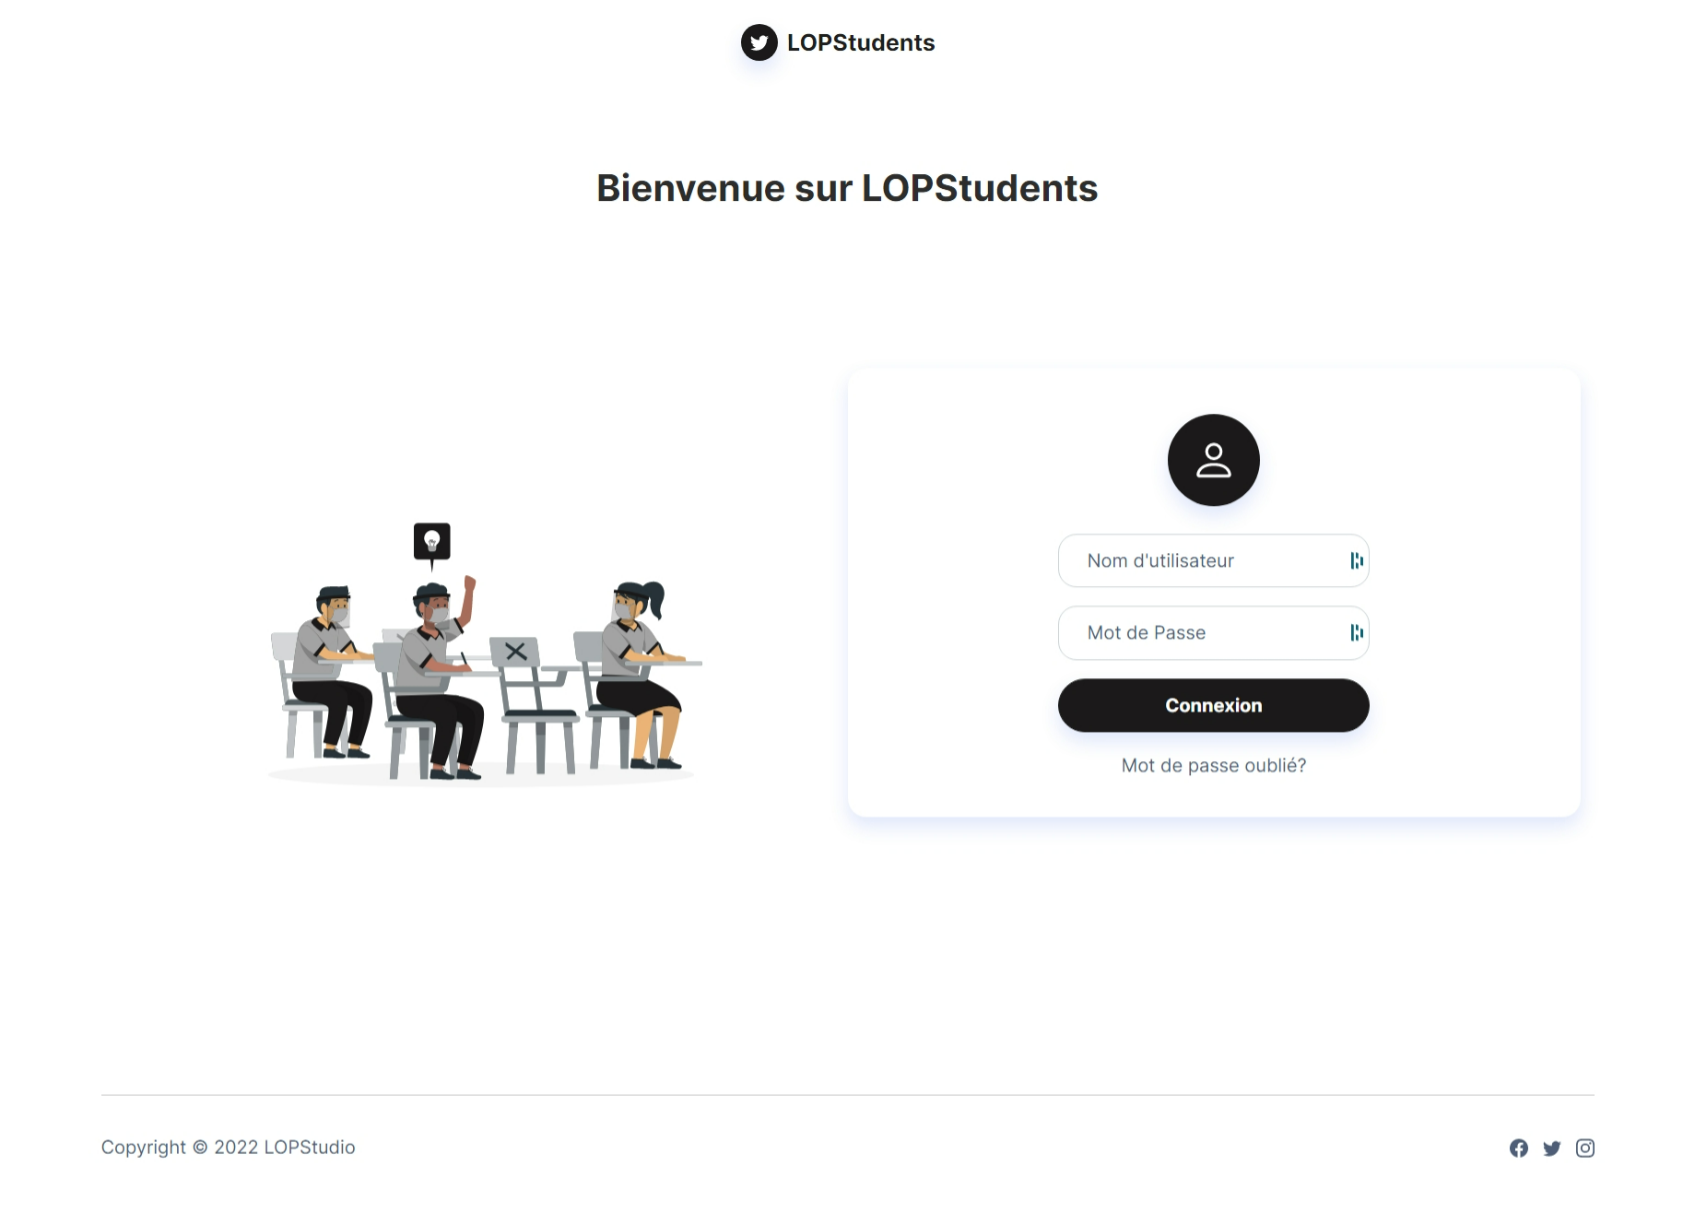 LOPStudents
Bienvenue sur LOPStudents
Nom d'utilisateur
Mot de Passe
Connexion
Mot de passe oublié?
Copyright © 2022 LOPStudio